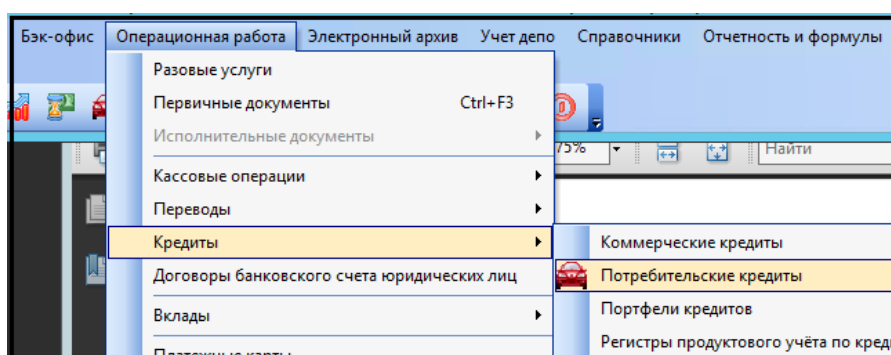 Бэк-офис Операционная работа Электронный архив Учет депо Справочники Отчетность и формулы
Разовые услуги
Первичные документы Ctrl+F3
Исполнительные документы
75% Найти
Кассовые операции
Переводы
Кредиты Коммерческие кредиты
Договоры банковского счета юридических лиц Потребительские кредиты
Вклады Портфели кредитов
Платежные карты Регистры продуктового учёта по кред